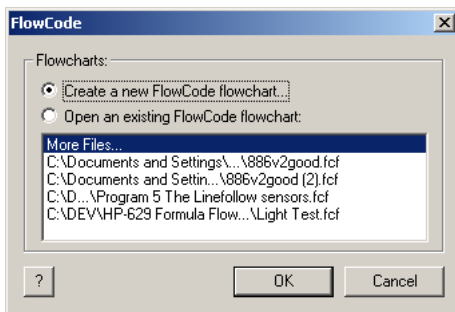 FlowCode
Flowcharts:
Create a new FlowCode flowchart...
Open an existing FlowCode flowchart:
More Files...
C:\Documents and Settings\...\886v2good.fcf
C:\Documents and Settin...\886v2good (2).fcf
C:\D...\Program 5 The Linefollow sensors.fcf
C:\DEV\HP-629 Formula Flow...\Light Test.fcf
? OK Cancel